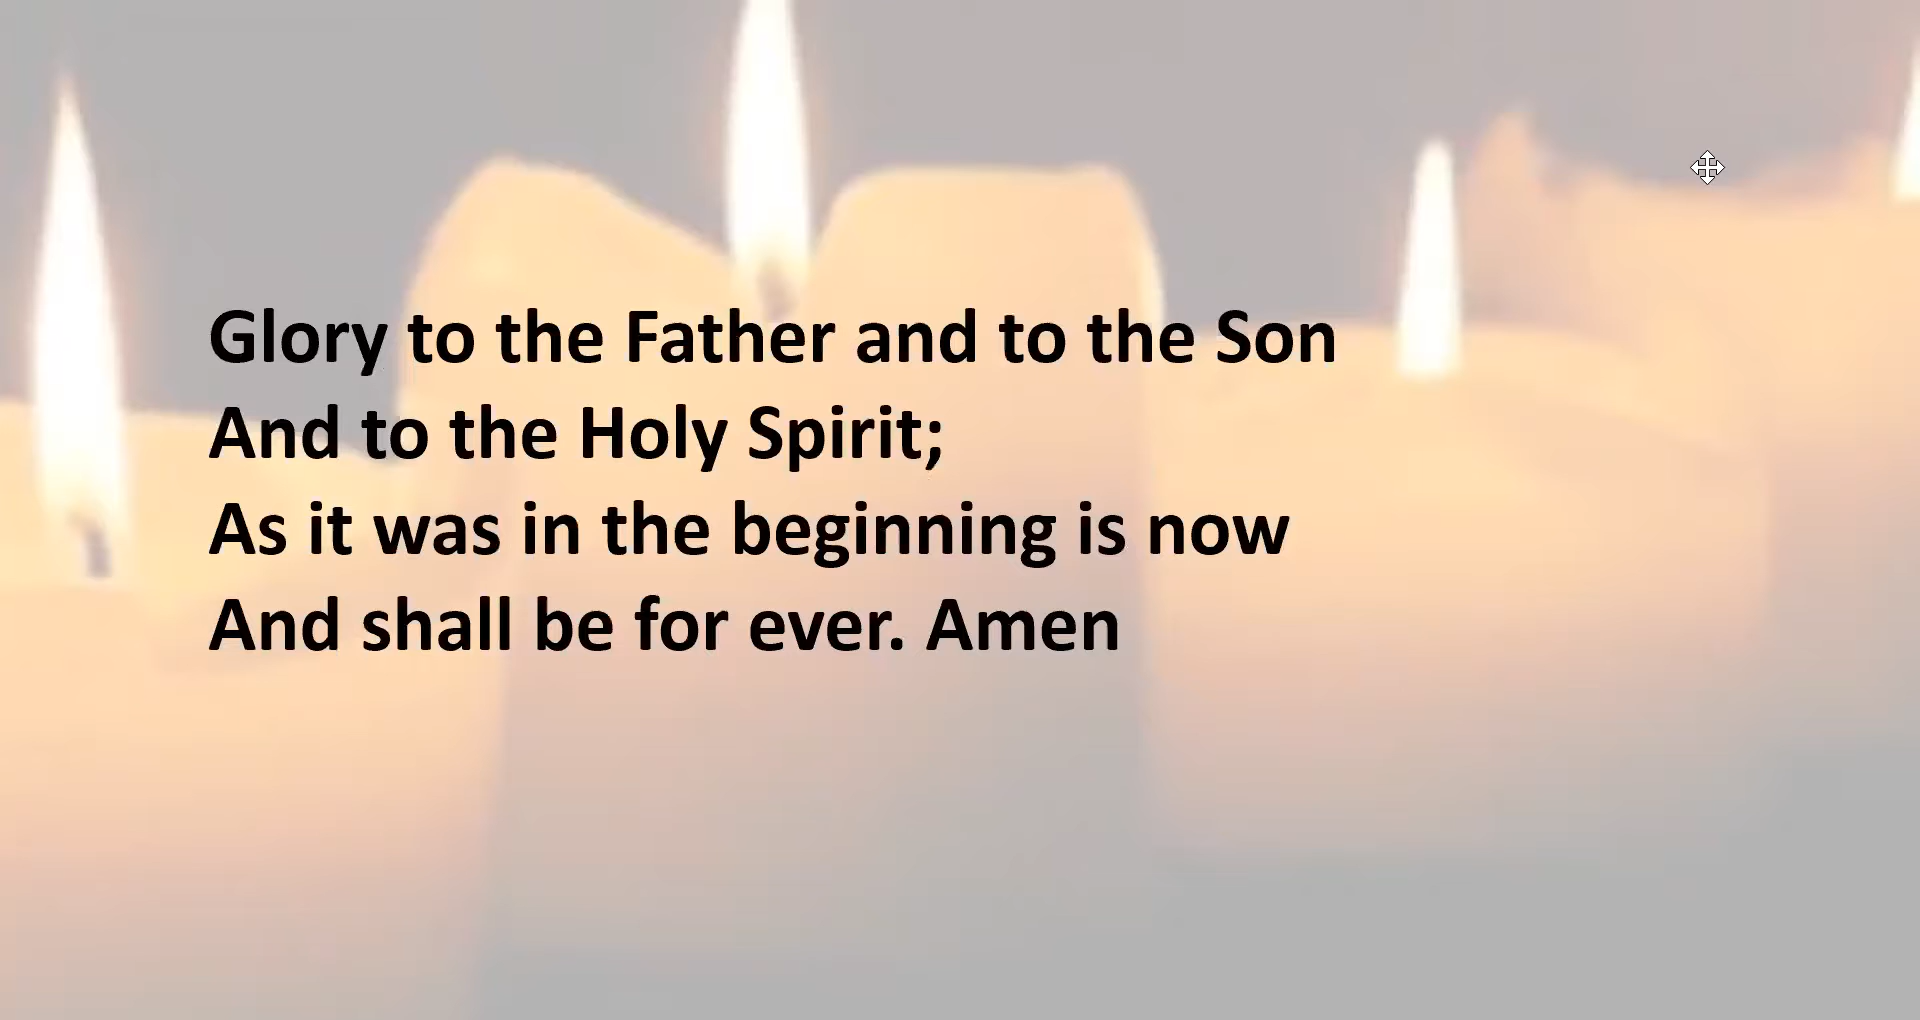 Glory to the Father and to the Son
And to the Holy Spirit;
As it was in the beginning is now
And shall be for ever. Amen